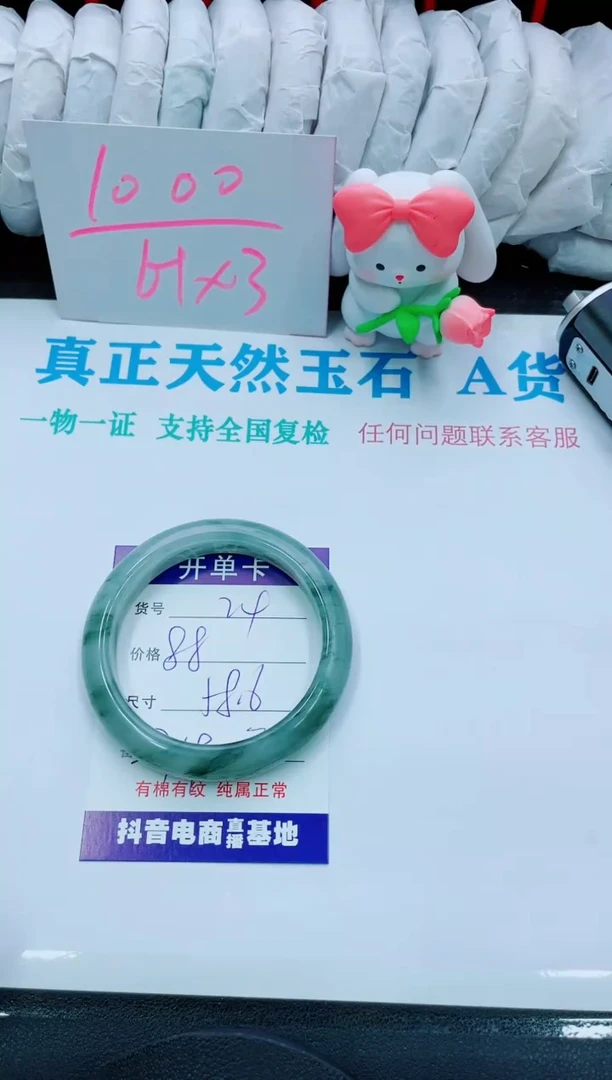 1000
真正天然玉石 A货
一物一证 支持全国复检 任何问题联系客服
开单卡
货号 24
价格 88
尺寸 58.6
有棉有纹 纯属正常
抖音电商直播基地